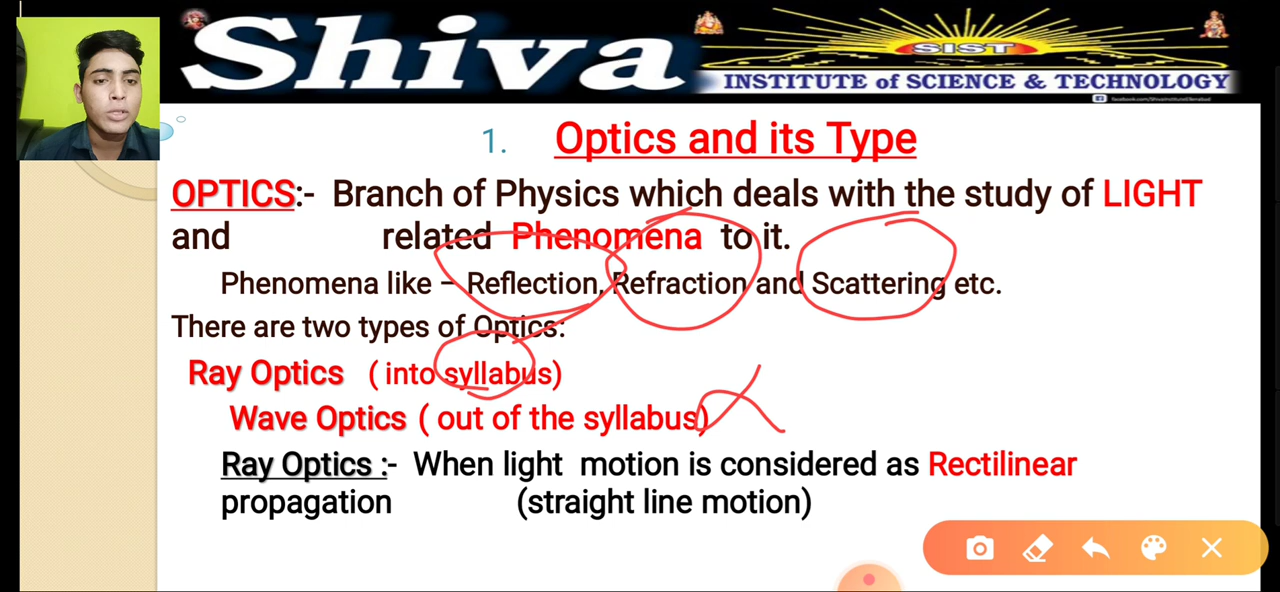 Shiva
SIST
INSTITUTE of SCIENCE & TECHNOLOGY
1. Optics and its Type
OPTICS:- Branch of Physics which deals with the study of LIGHT
and related Phenomena to it.
Phenomena like – Reflection, Refraction and Scattering etc.
There are two types of Optics:
Ray Optics ( into syllabus)
Wave Optics ( out of the syllabus)
Ray Optics :- When light motion is considered as Rectilinear
propagation (straight line motion)